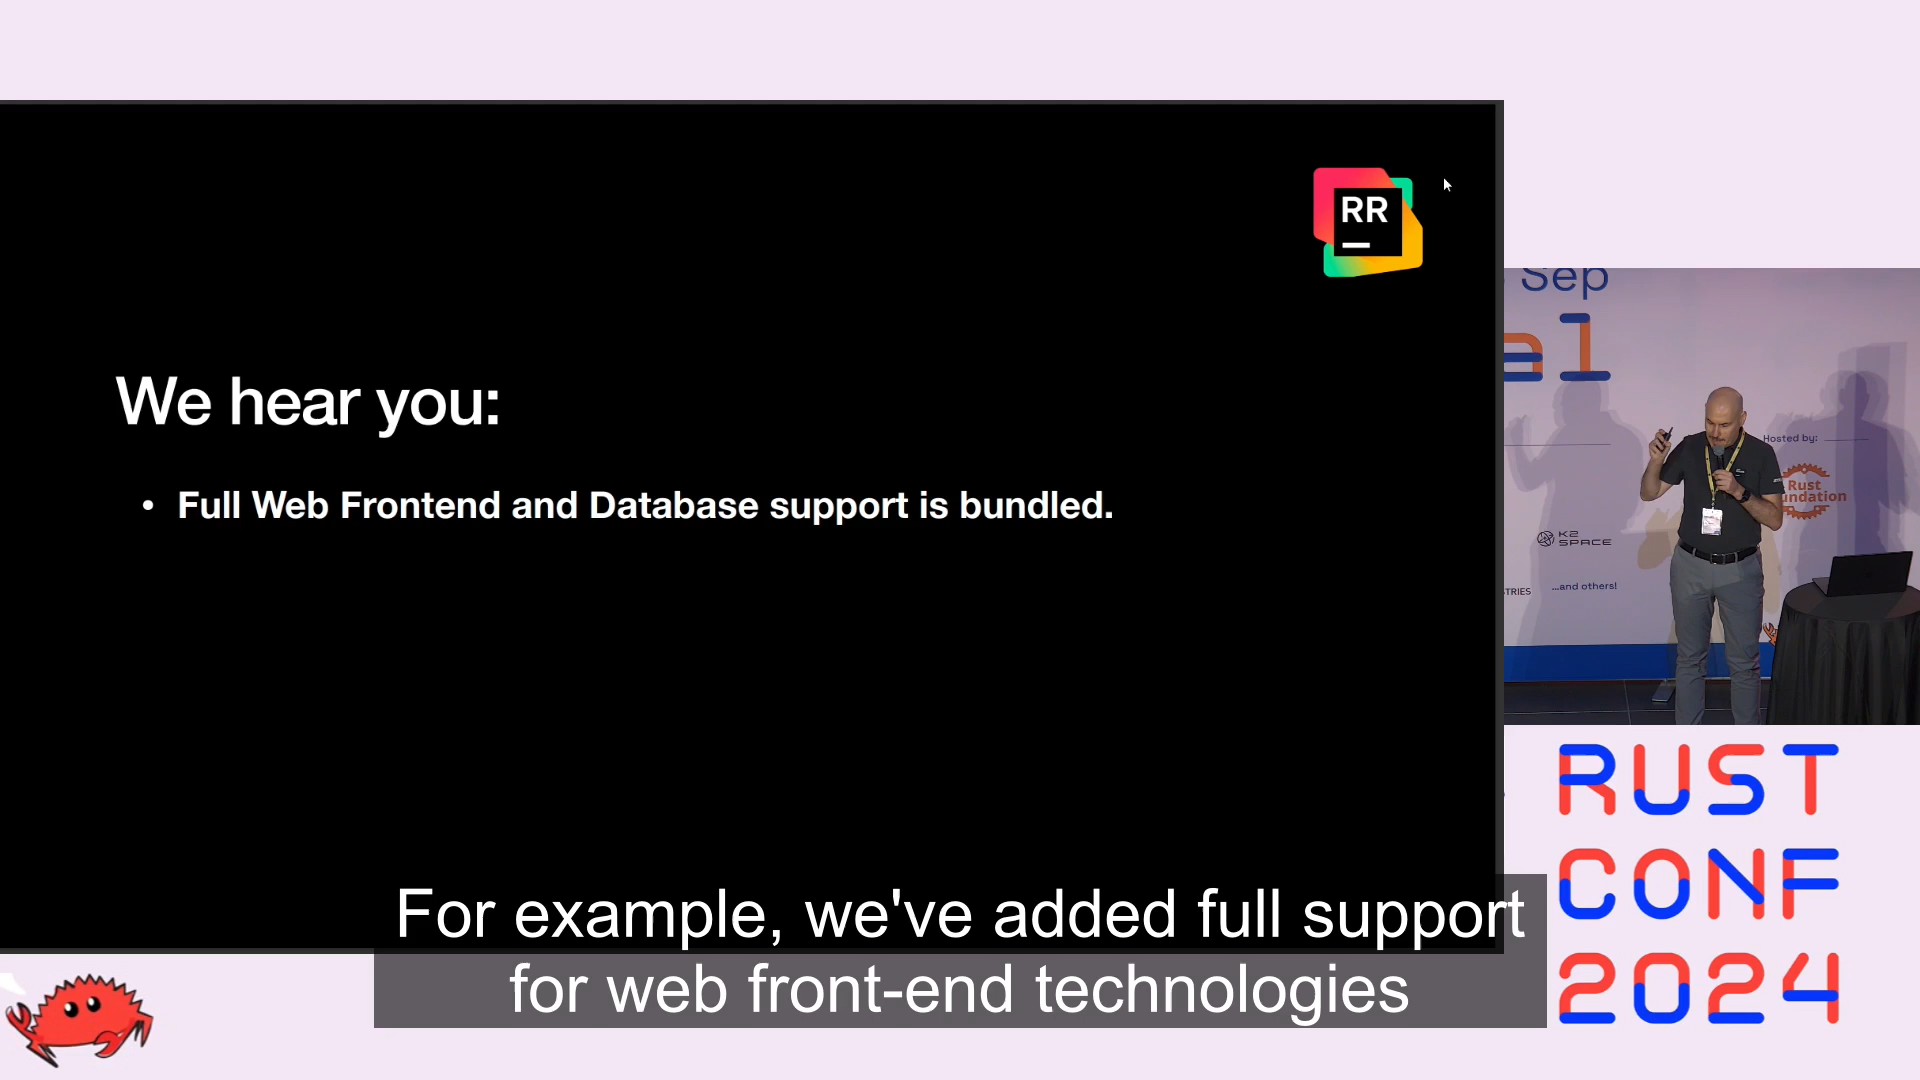 RR
We hear you:
• Full Web Frontend and Database support is bundled.
Sep
al
Hosted by:
Rust
undation
K2
SPACE
TRIES
...and others!
For example, we've added full support
for web front-end technologies
RUST
CONF
2024